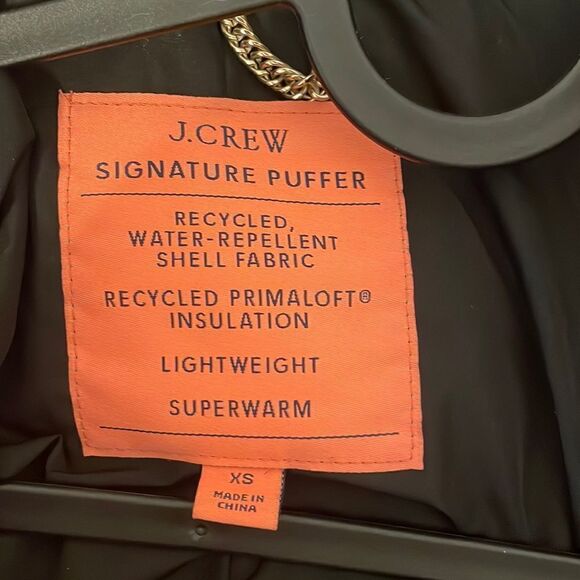 J.CREW
SIGNATURE PUFFER
RECYCLED,
WATER-REPELLENT
SHELL FABRIC
RECYCLED PRIMALOFT®
INSULATION
LIGHTWEIGHT
SUPERWARM
XS
MADE IN
CHINA